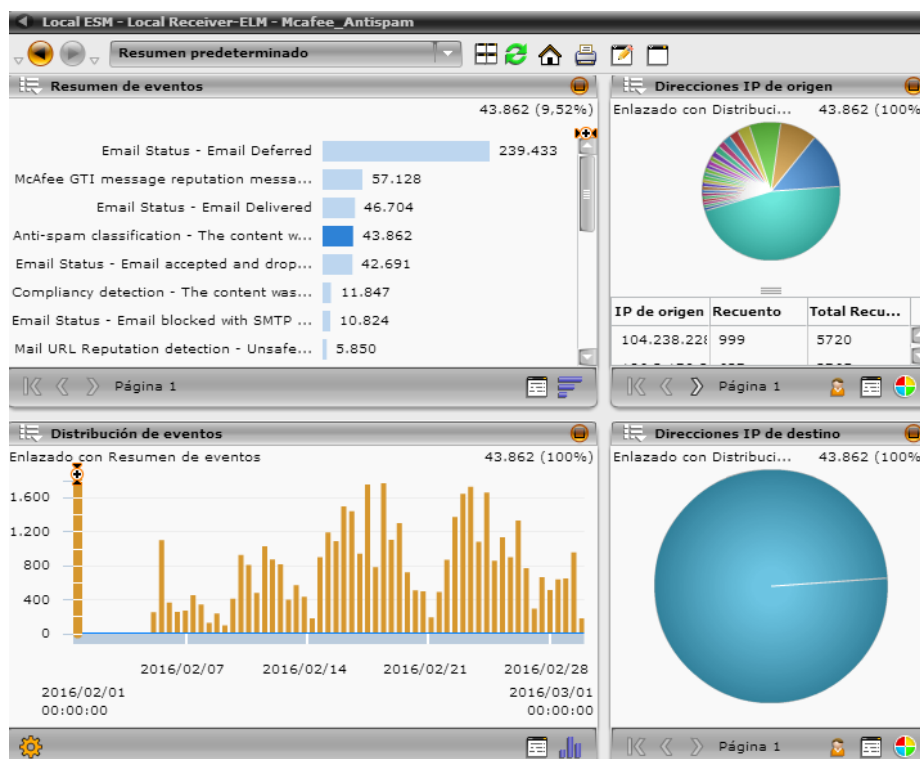 Local ESM - Local Receiver-ELM - Mcafee_Antispam
Resumen predeterminado
Resumen de eventos
43.862 (9,52%)
Email Status - Email Deferred 239.433
McAfee GTI message reputation messa... 57.128
Email Status - Email Delivered 46.704
Anti-spam classification - The content w... 43.862
Email Status - Email accepted and drop... 42.691
Compliancy detection - The content was... 11.847
Email Status - Email blocked with SMTP ... 10.824
Mail URL Reputation detection - Unsafe... 5.850
Página 1
Direcciones IP de origen
Enlazado con Distribuci... 43.862 (100%
IP de origen Recuento Total Recu...
104.238.228 999 5720
Página 1
Distribución de eventos
Enlazado con Resumen de eventos 43.862 (100%)
1.600
1.200
800
400
0
2016/02/07 2016/02/14 2016/02/21 2016/02/28
2016/02/01 2016/03/01
00:00:00 00:00:00
Direcciones IP de destino
Enlazado con Distribuci... 43.862 (100%
Página 1